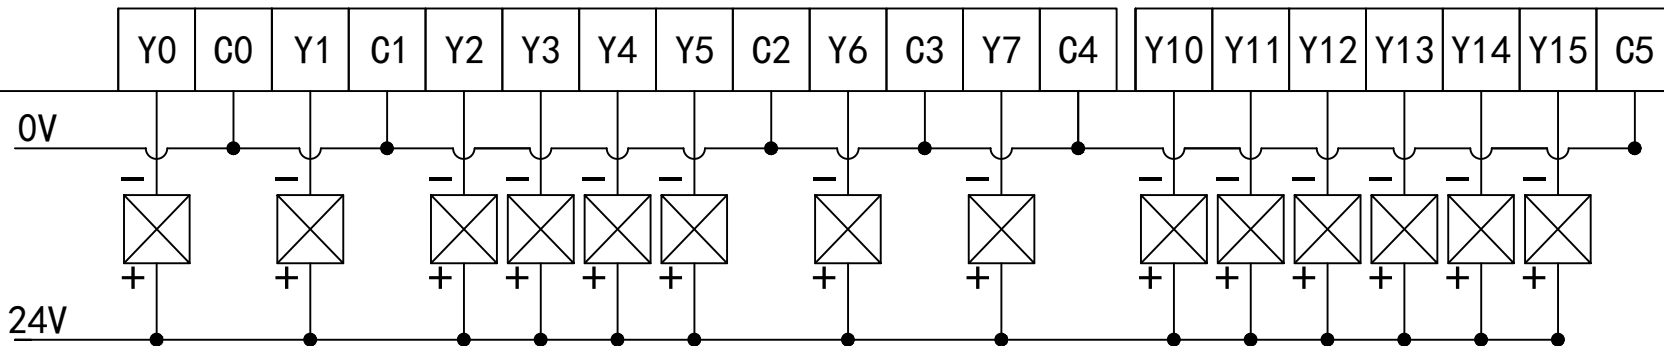 Y0 C0 Y1 C1 Y2 Y3 Y4 Y5 C2 Y6 C3 Y7 C4 Y10 Y11 Y12 Y13 Y14 Y15 C5
0V
− − − − − − − − − − − − − −
+ + + + + + + + + + + + + +
24V